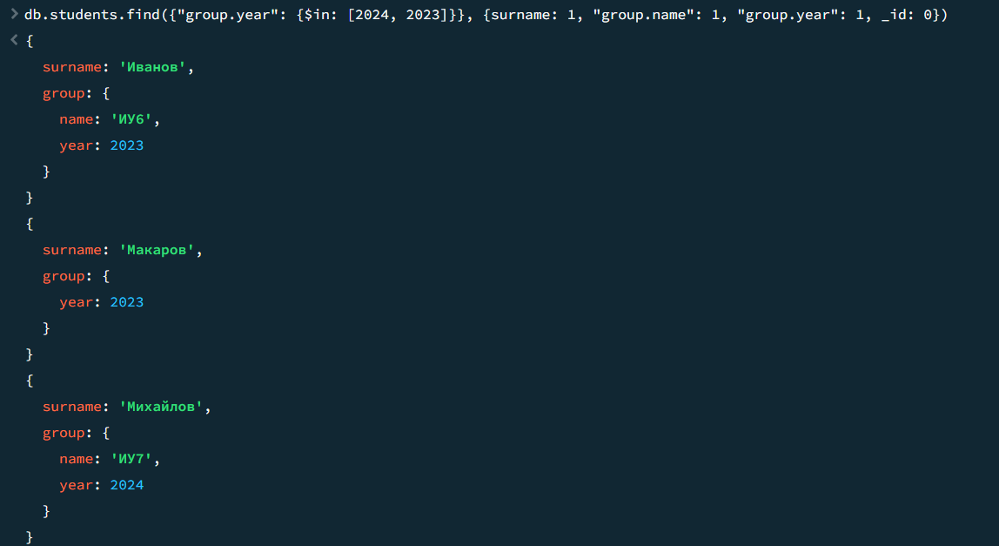 > db.students.find({"group.year": {$in: [2024, 2023]}}, {surname: 1, "group.name": 1, "group.year": 1, _id: 0})
< {
surname: 'Иванов',
group: {
name: 'ИУ6',
year: 2023
}
}
{
surname: 'Макаров',
group: {
year: 2023
}
}
{
surname: 'Михайлов',
group: {
name: 'ИУ7',
year: 2024
}
}